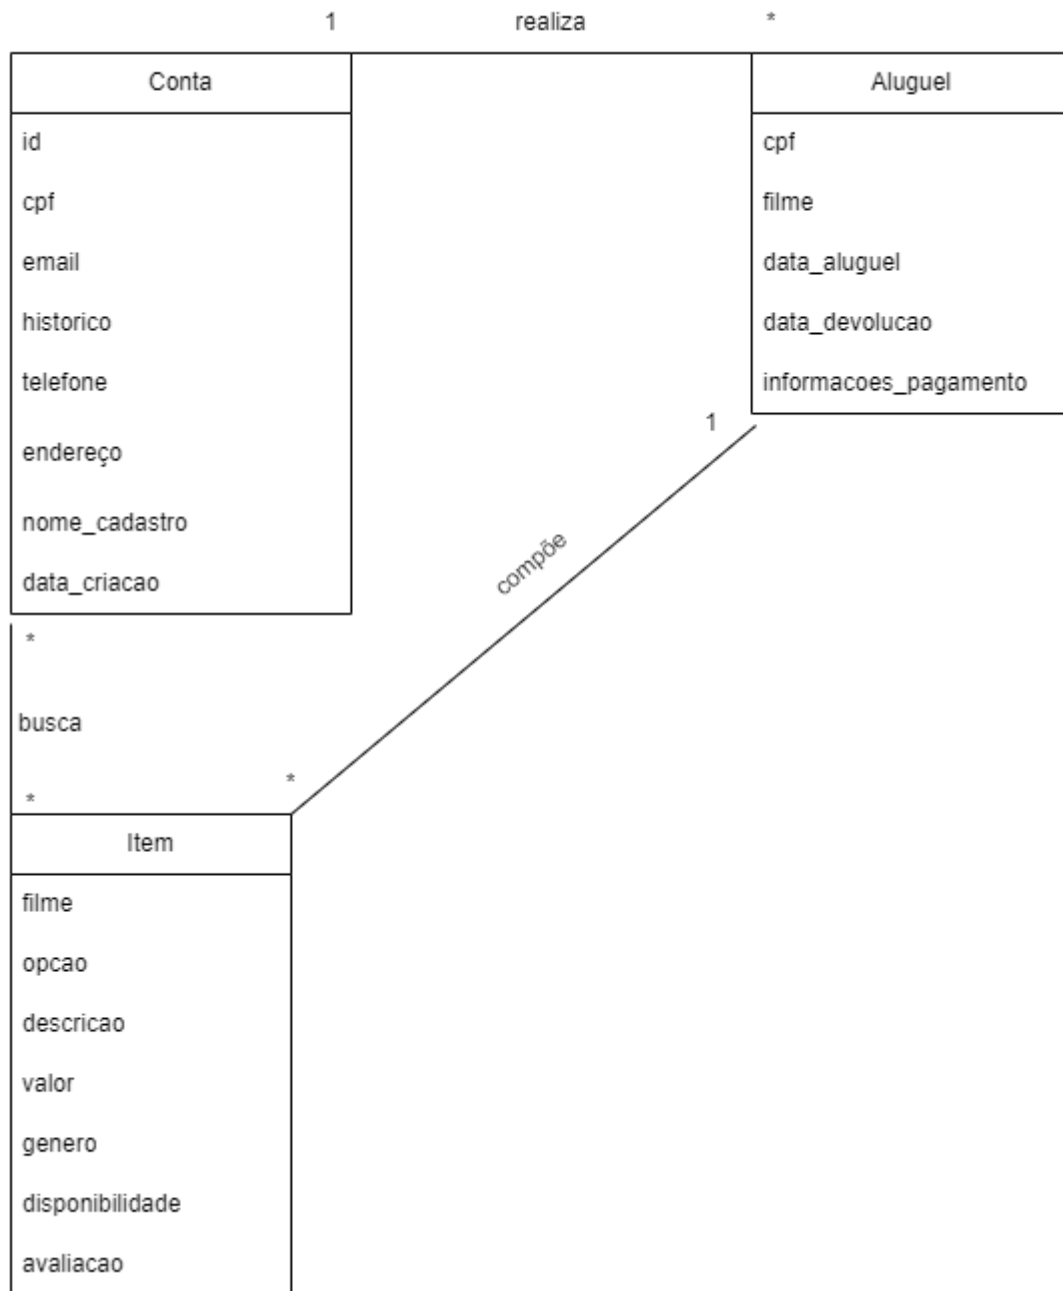 1 realiza *
Conta
id
cpf
email
historico
telefone
endereço
nome_cadastro
data_criacao
Aluguel
cpf
filme
data_aluguel
data_devolucao
informacoes_pagamento
1
compõe
*
*
busca
*
Item
filme
opcao
descricao
valor
genero
disponibilidade
avaliacao